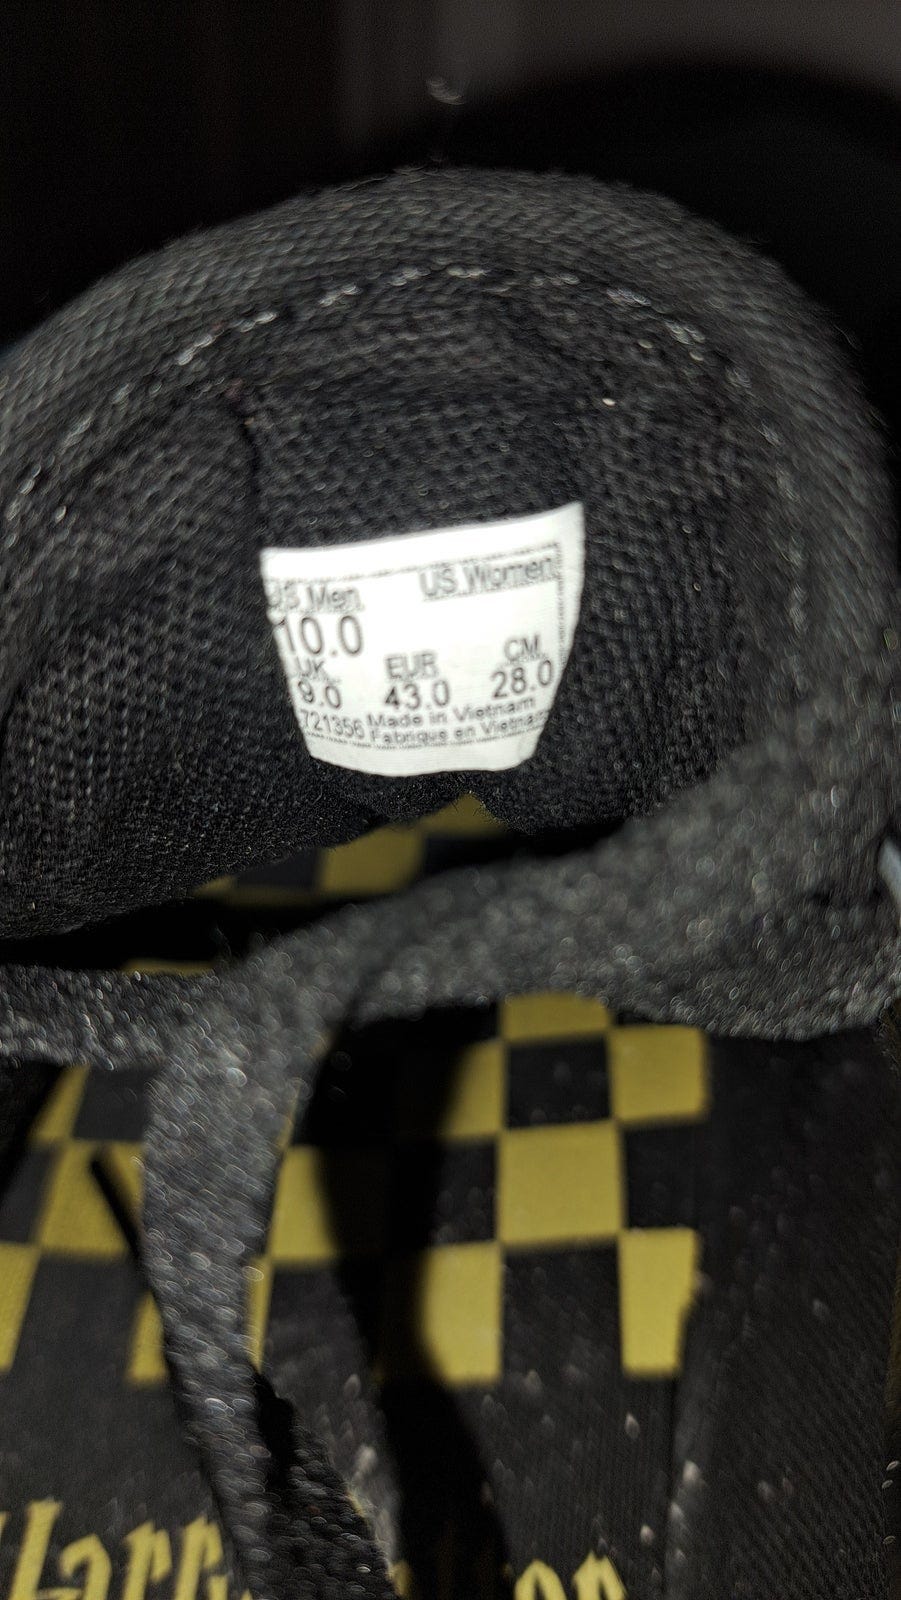 US Men US Women
10.0
UK EUR CM
9.0 43.0 28.0
721356 Made in Vietnam
Fabrique en Vietnam